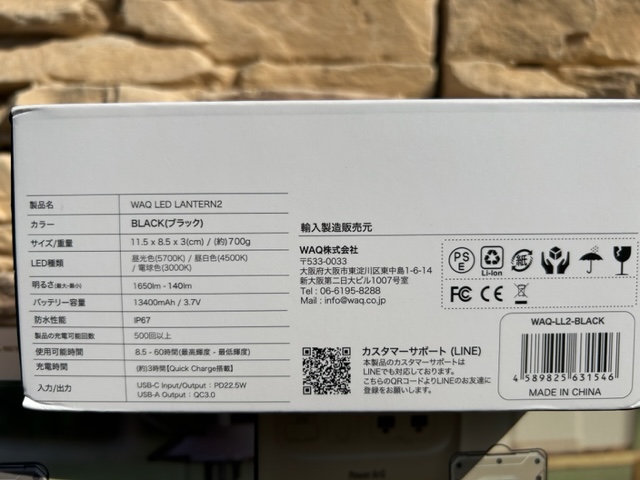 製品名 WAQ LED LANTERN2
カラー BLACK(ブラック)
サイズ/重量 11.5 x 8.5 x 3(cm) / (約)700g
LED種類 昼光色(5700K) / 昼白色(4500K)
/ 電球色(3000K)
明るさ(最大-最小) 1650lm - 140lm
バッテリー容量 13400mAh / 3.7V
防水性能 IP67
製品の充電可能回数 500回以上
使用可能時間 8.5 - 60時間(最高輝度 - 最低輝度)
充電時間 (約)3時間【Quick Charge搭載】
入力/出力 USB-C Input/Output : PD22.5W
USB-A Output : QC3.0
輸入製造販売元
WAQ株式会社
〒533-0033
大阪府大阪市東淀川区東中島1-6-14
新大阪第二日大ビル1007号室
Tel : 06-6195-8288
Mail : info@waq.co.jp
カスタマーサポート (LINE)
本製品のカスタマーサポートは
LINEでも対応しております。
こちらのQRコードよりLINEのお友達に
登録をお願いします。
PS
E
Li-ion
紙
FC CE
WAQ-LL2-BLACK
4 589825 631546
MADE IN CHINA